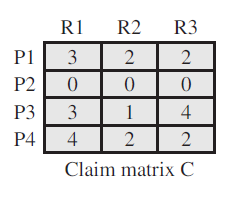 R1 R2 R3
P1 3 2 2
P2 0 0 0
P3 3 1 4
P4 4 2 2
Claim matrix C